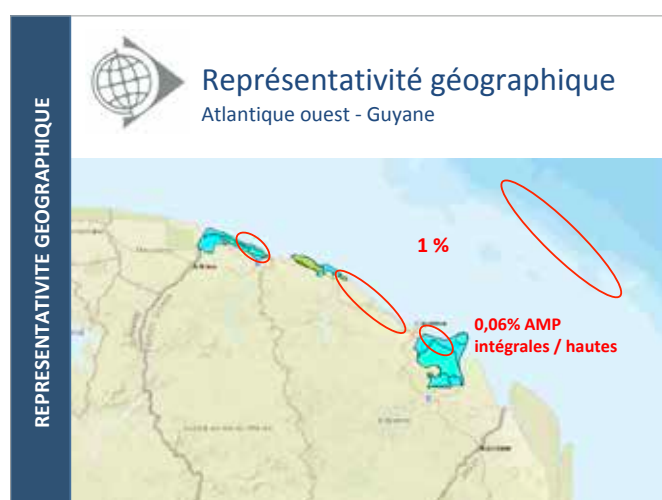 REPRESENTATIVITE GEOGRAPHIQUE
Représentativité géographique
Atlantique ouest - Guyane
1 %
0,06% AMP
intégrales / hautes